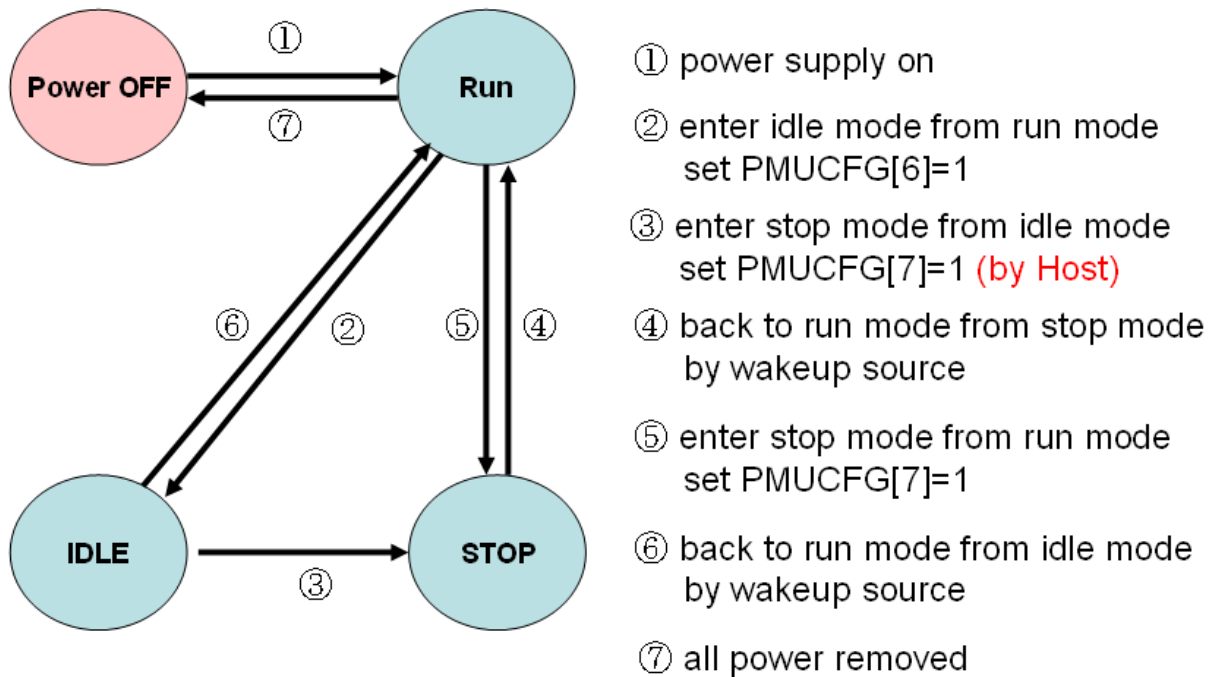 ①
Power OFF
Run
⑦
⑥
②
⑤
④
IDLE
STOP
③
① power supply on
② enter idle mode from run mode
set PMUCFG[6]=1
③ enter stop mode from idle mode
set PMUCFG[7]=1 (by Host)
④ back to run mode from stop mode
by wakeup source
⑤ enter stop mode from run mode
set PMUCFG[7]=1
⑥ back to run mode from idle mode
by wakeup source
⑦ all power removed